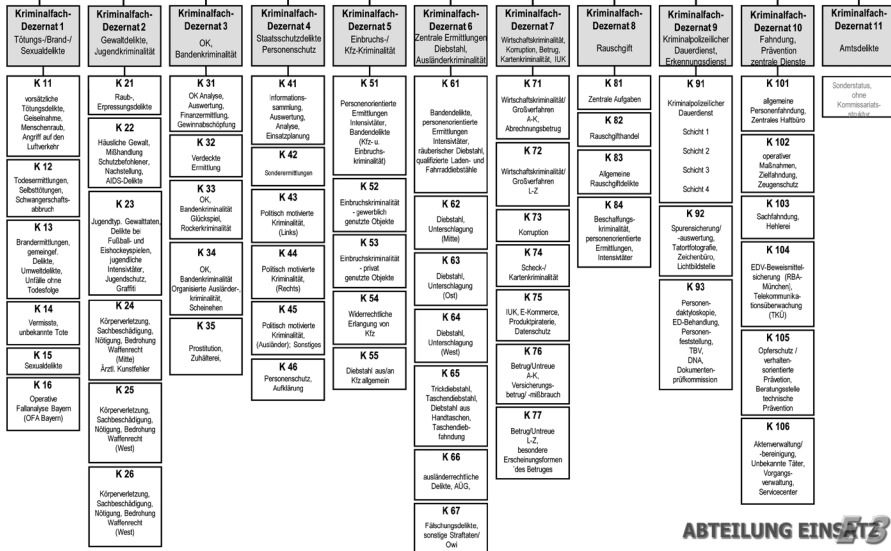 Kriminalfach-
Dezernat 1
Tötungs-/Brand-/
Sexualdelikte
K 11
vorsätzliche
Tötungsdelikte,
Geiselnahme,
Menschenraub,
Angriff auf den
Luftverkehr
K 12
Todesermittlungen,
Selbsttötungen,
Schwangerschafts-
abbruch
K 13
Brandermittlungen,
gemeingef.
Delikte,
Umweltdelikte,
Unfälle ohne
Todesfolge
K 14
Vermisste,
unbekannte Tote
K 15
Sexualdelikte
K 16
Operative
Fallanalyse Bayern
(OFA Bayern)
Kriminalfach-
Dezernat 2
Gewaltdelikte,
Jugendkriminalität
K 21
Raub-,
Erpressungsdelikte
K 22
Häusliche Gewalt,
Mißhandlung
Schutzbefohlener,
Nachstellung,
AIDS-Delikte
K 23
Jugendtyp. Gewalttaten,
Delikte bei
Fußball- und
Eishockeyspielen,
jugendliche
Intensivtäter,
Jugendschutz,
Graffiti
K 24
Körperverletzung,
Sachbeschädigung,
Nötigung, Bedrohung
Waffenrecht
(Mitte)
Ärztl. Kunstfehler
K 25
Körperverletzung,
Sachbeschädigung,
Nötigung, Bedrohung
Waffenrecht
(West)
K 26
Körperverletzung,
Sachbeschädigung,
Nötigung, Bedrohung
Waffenrecht
(West)
Kriminalfach-
Dezernat 3
OK,
Bandenkriminalität
K 31
OK Analyse,
Auswertung,
Finanzermittlung,
Gewinnabschöpfung
K 32
Verdeckte
Ermittlung
K 33
OK,
Bandenkriminalität
Glückspiel,
Rockerkriminalität
K 34
OK,
Bandenkriminalität
Organisierte Ausländer-,
kriminalität,
Scheinehen
K 35
Prostitution,
Zuhälterei,
Kriminalfach-
Dezernat 4
Staatsschutzdelikte
Personenschutz
K 41
Informations-
sammlung,
Auswertung,
Analyse,
Einsatzplanung
K 42
Sonderermittlungen
K 43
Politisch motivierte
Kriminalität,
(Links)
K 44
Politisch motivierte
Kriminalität,
(Rechts)
K 45
Politisch motivierte
Kriminalität,
(Ausländer); Sonstiges
K 46
Personenschutz,
Aufklärung
Kriminalfach-
Dezernat 5
Einbruchs-/
Kfz-Kriminalität
K 51
Personenorientierte
Ermittlungen
Intensivtäter,
Bandendelikte
(Kfz- u.
Einbruchs-
kriminalität)
K 52
Einbruchskriminalität
- gewerblich
genutzte Objekte
K 53
Einbruchskriminalität
- privat
genutzte Objekte
K 54
Widerrechtliche
Erlangung von
Kfz
K 55
Diebstahl aus/an
Kfz allgemein
Kriminalfach-
Dezernat 6
Zentrale Ermittlungen
Diebstahl,
Ausländerkriminalität
K 61
Bandendelikte,
personenorientierte
Ermittlungen
Intensivtäter,
räuberischer Diebstahl,
qualifizierte Laden- und
Fahrraddiebstähle
K 62
Diebstahl,
Unterschlagung
(Mitte)
K 63
Diebstahl,
Unterschlagung
(Ost)
K 64
Diebstahl,
Unterschlagung
(West)
K 65
Trickdiebstahl,
Taschendiebstahl,
Diebstahl aus
Handtaschen,
Taschendieb-
fahndung
K 66
ausländerrechtliche
Delikte, AÜG,
K 67
Fälschungsdelikte,
sonstige Straftaten/
Owi
Kriminalfach-
Dezernat 7
Wirtschaftskriminalität,
Korruption, Betrug,
Kartenkriminalität, IUK
K 71
Wirtschaftskriminalität/
Großverfahren
A-K,
Abrechnungsbetrug
K 72
Wirtschaftskriminalität/
Großverfahren
L-Z
K 73
Korruption
K 74
Scheck-/
Kartenkriminalität
K 75
IUK, E-Kommerce,
Produktpiraterie,
Datenschutz
K 76
Betrug/Untreue
A-K,
Versicherungs-
betrug/ -mißbrauch
K 77
Betrug/Untreue
L-Z,
besondere
Erscheinungsformen
´des Betruges
Kriminalfach-
Dezernat 8
Rauschgift
K 81
Zentrale Aufgaben
K 82
Rauschgifthandel
K 83
Allgemeine
Rauschgiftdelikte
K 84
Beschaffungs-
kriminalität,
personenorientierte
Ermittlungen,
Intensivtäter
Kriminalfach-
Dezernat 9
Kriminalpolizeilicher
Dauerdienst,
Erkennungsdienst
K 91
Kriminalpolizeilicher
Dauerdienst
Schicht 1
Schicht 2
Schicht 3
Schicht 4
K 92
Spurensicherung/
-auswertung,
Tatortfotografie,
Zeichenbüro,
Lichtbildstelle
K 93
Personen-
daktyloskopie,
ED-Behandlung,
Personen-
feststellung,
TBV,
DNA,
Dokumenten-
prüfkommission
Kriminalfach-
Dezernat 10
Fahndung,
Prävention
zentrale Dienste
K 101
allgemeine
Personenfahndung,
Zentrales Haftbüro
K 102
operativer
Maßnahmen,
Zielfahndung,
Zeugenschutz
K 103
Sachfahndung,
Hehlerei
K 104
EDV-Beweismittel-
sicherung (RBA-
München),
Telekommunika-
tionsüberwachung
(TKÜ)
K 105
Opferschutz /
verhalten-
sorientierte
Prävetion,
Beratungsstelle
technische
Prävention
K 106
Aktenverwaltung/
-bereinigung,
Unbekannte Täter,
Vorgangs-
verwaltung,
Servicecenter
Kriminalfach-
Dezernat 11
Amtsdelikte
Sonderstatus,
ohne
Kommissariats-
struktur
ABTEILUNG EINSATZ
E 3